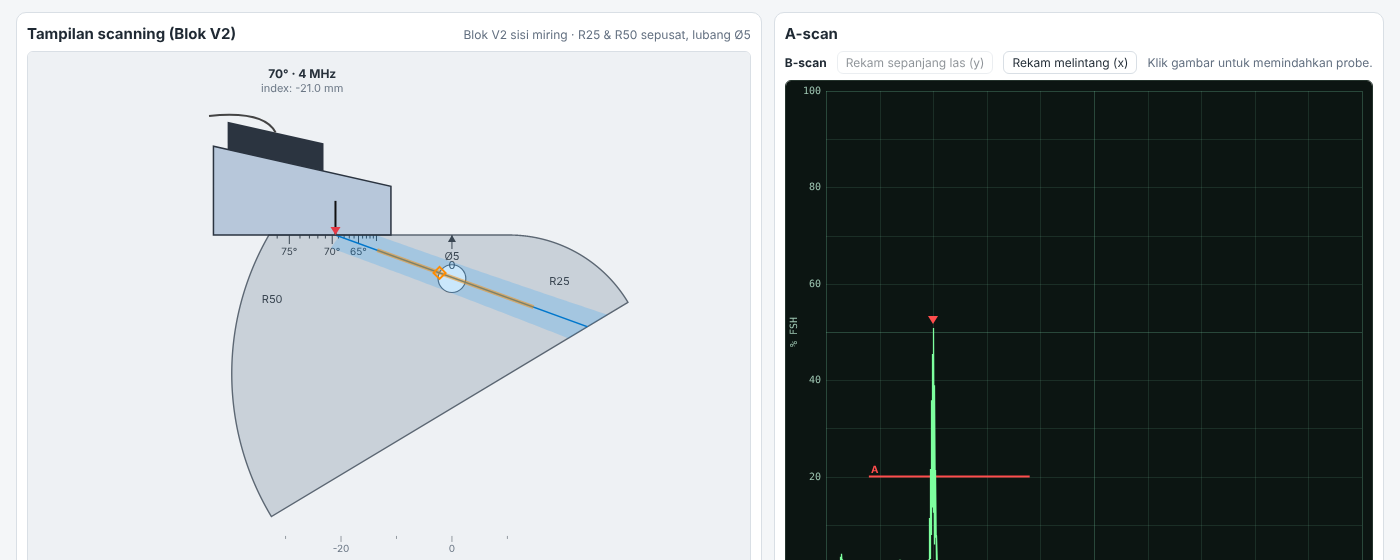 Tampilan scanning (Blok V2)
Blok V2 sisi miring · R25 & R50 sepusat, lubang Ø5
70° · 4 MHz
index: -21.0 mm
75°
70°
65°
Ø5
0
R25
R50
-20
0
A-scan
B-scan
Rekam sepanjang las (y)
Rekam melintang (x)
Klik gambar untuk memindahkan probe.
100
80
60
% FSH
40
A
20